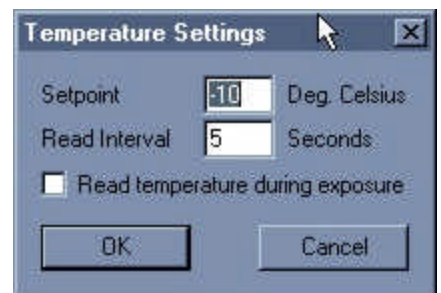 Temperature Settings
Setpoint -10 Deg. Celsius
Read Interval 5 Seconds
Read temperature during exposure
OK Cancel